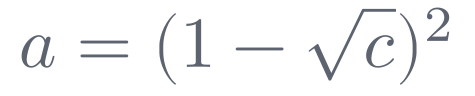 a = (1 − √c)²